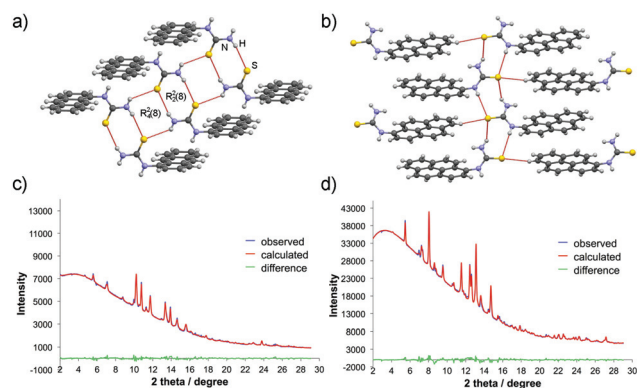 a)
N
H
S
R²₂(8)
R²₄(8)
b)
c)
13000
11000
9000
7000
5000
3000
1000
-1000
Intensity
observed
calculated
difference
2 4 6 8 10 12 14 16 18 20 22 24 26 28 30
2 theta / degree
d)
43000
38000
33000
28000
23000
18000
13000
8000
3000
-2000
Intensity
observed
calculated
difference
2 4 6 8 10 12 14 16 18 20 22 24 26 28 30
2 theta / degree